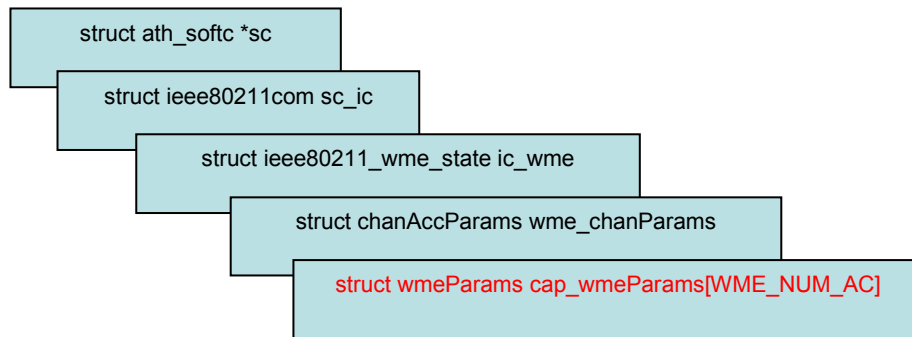 struct ath_softc *sc
struct ieee80211com sc_ic
struct ieee80211_wme_state ic_wme
struct chanAccParams wme_chanParams
struct wmeParams cap_wmeParams[WME_NUM_AC]